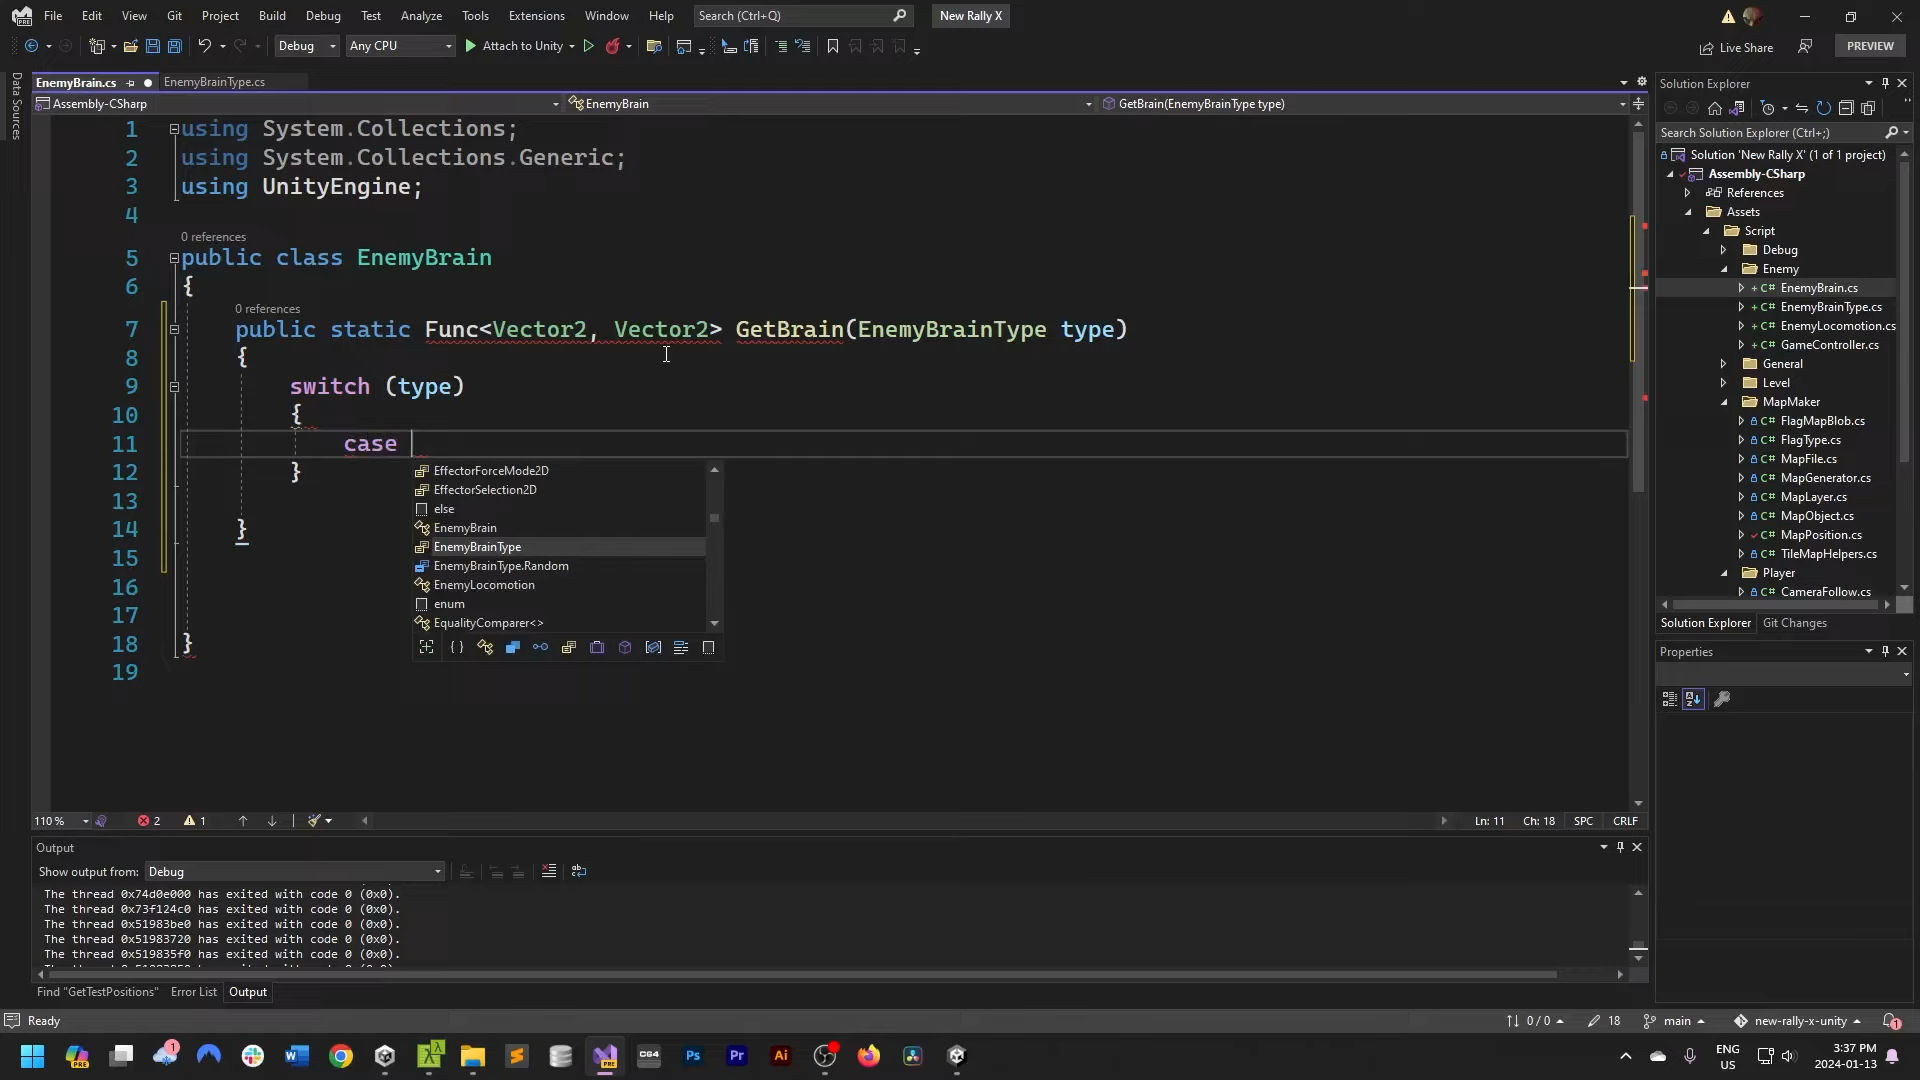 File Edit View Git Project Build Debug Test Analyze Tools Extensions Window Help Search (Ctrl+Q) New Rally X
Debug Any CPU Attach to Unity Live Share PREVIEW
Data Sources
EnemyBrain.cs EnemyBrainType.cs
Assembly-CSharp EnemyBrain GetBrain(EnemyBrainType type)
1 using System.Collections;
2 using System.Collections.Generic;
3 using UnityEngine;
4
0 references
5 public class EnemyBrain
6 {
0 references
7 public static Func<Vector2, Vector2> GetBrain(EnemyBrainType type)
8 {
9 switch (type)
10 {
11 case
12 }
13
14 }
15
16
17
18 }
19
EffectorForceMode2D
EffectorSelection2D
else
EnemyBrain
EnemyBrainType
EnemyBrainType.Random
EnemyLocomotion
enum
EqualityComparer<>
110 % 2 1 Ln: 11 Ch: 18 SPC CRLF
Output
Show output from: Debug
The thread 0x74d0e000 has exited with code 0 (0x0).
The thread 0x73f124c0 has exited with code 0 (0x0).
The thread 0x51983be0 has exited with code 0 (0x0).
The thread 0x51983720 has exited with code 0 (0x0).
The thread 0x519835f0 has exited with code 0 (0x0).
Find "GetTestPositions" Error List Output
Solution Explorer
Search Solution Explorer (Ctrl+;)
Solution 'New Rally X' (1 of 1 project)
Assembly-CSharp
References
Assets
Script
Debug
Enemy
C# EnemyBrain.cs
C# EnemyBrainType.cs
C# EnemyLocomotion.cs
C# GameController.cs
General
Level
MapMaker
C# FlagMapBlob.cs
C# FlagType.cs
C# MapFile.cs
C# MapGenerator.cs
C# MapLayer.cs
C# MapObject.cs
C# MapPosition.cs
C# TileMapHelpers.cs
Player
C# CameraFollow.cs
Solution Explorer Git Changes
Properties
Ready 0 / 0 18 main new-rally-x-unity 1
PRE 1 PRE CG4 Ps Pr Ai ENG US 3:37 PM 2024-01-13